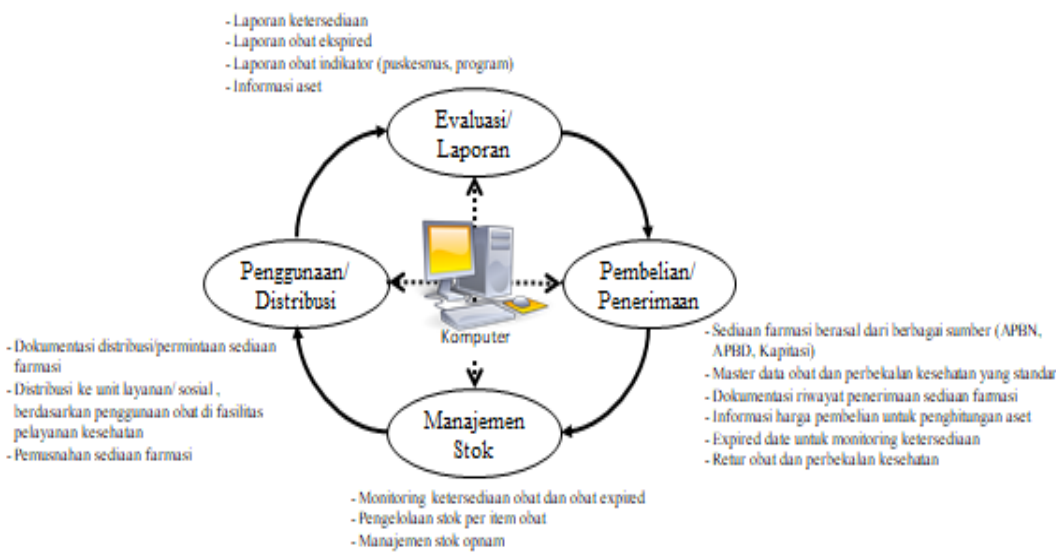 - Laporan ketersediaan
- Laporan obat ekspired
- Laporan obat indikator (puskesmas, program)
- Informasi aset
Evaluasi/
Laporan
Penggunaan/
Distribusi
Komputer
Pembelian/
Penerimaan
- Dokumentasi distribusi/permintaan sediaan
farmasi
- Distribusi ke unit layanan/ sosial ,
berdasarkan penggunaan obat di fasilitas
pelayanan kesehatan
- Pemusnahan sediaan farmasi
- Sediaan farmasi berasal dari berbagai sumber (APBN,
APBD, Kapitasi)
- Master data obat dan perbekalan kesehatan yang standar
- Dokumentasi riwayat penerimaan sediaan farmasi
- Informasi harga pembelian untuk penghitungan aset
- Expired date untuk monitoring ketersediaan
- Retur obat dan perbekalan kesehatan
Manajemen
Stok
- Monitoring ketersediaan obat dan obat expired
- Pengelolaan stok per item obat
- Manajemen stok opnam